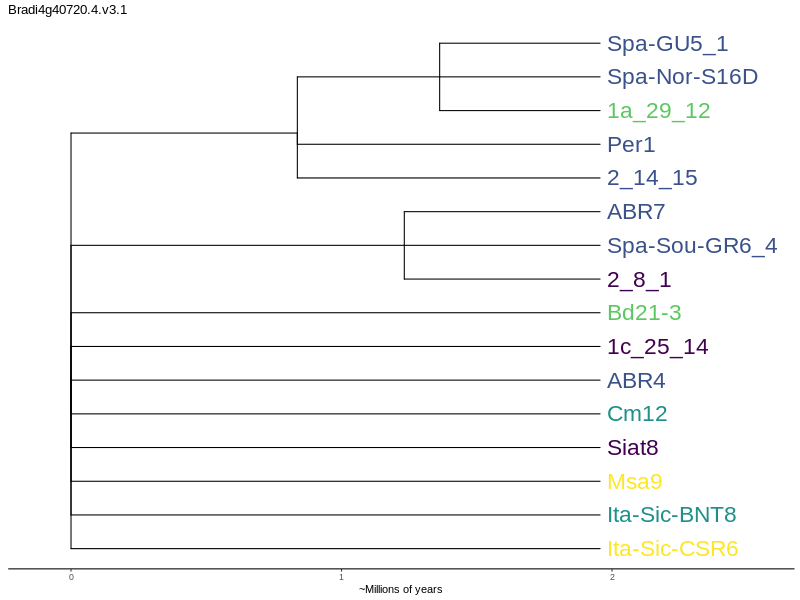 Bradi4g40720.4.v3.1
Spa-GU5_1
Spa-Nor-S16D
1a_29_12
Per1
2_14_15
ABR7
Spa-Sou-GR6_4
2_8_1
Bd21-3
1c_25_14
ABR4
Cm12
Siat8
Msa9
Ita-Sic-BNT8
Ita-Sic-CSR6
0 1 2
~Millions of years